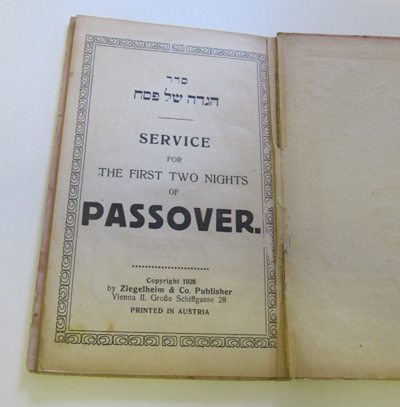 סדר
הגדה של פסח
SERVICE
FOR
THE FIRST TWO NIGHTS
OF
PASSOVER.
Copyright 1928
by Ziegelheim & Co. Publisher
Vienna II. Große Schiffgasse 28
PRINTED IN AUSTRIA